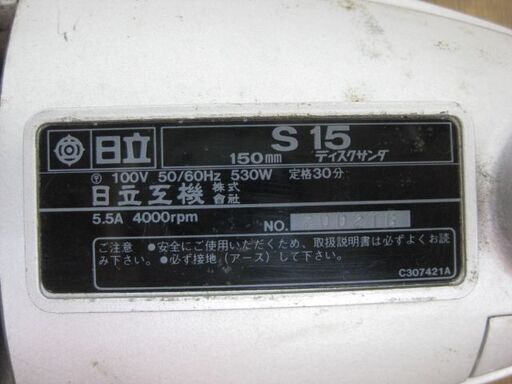 日立 S 15
150mm ディスクサンダ
〒 100V 50/60Hz 530W 定格30分
日立工機 株式會社
5.5A 4000rpm
NO.
ご注意 ●安全にご使用いただくため、取扱説明書は必ずよくお読
み下さい。●必ず接地(アース)して下さい。
C307421A